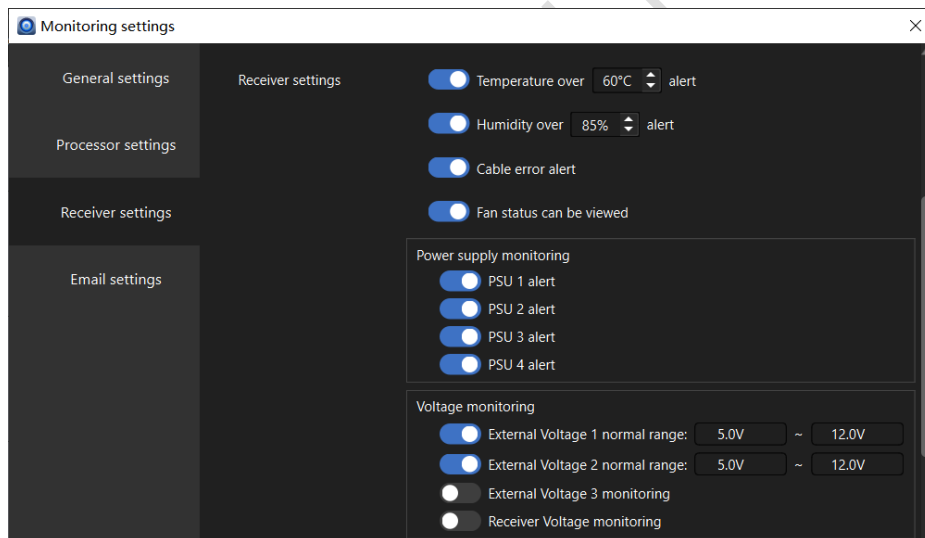 Monitoring settings
General settings
Processor settings
Receiver settings
Email settings
Receiver settings
Temperature over 60°C alert
Humidity over 85% alert
Cable error alert
Fan status can be viewed
Power supply monitoring
PSU 1 alert
PSU 2 alert
PSU 3 alert
PSU 4 alert
Voltage monitoring
External Voltage 1 normal range: 5.0V ~ 12.0V
External Voltage 2 normal range: 5.0V ~ 12.0V
External Voltage 3 monitoring
Receiver Voltage monitoring